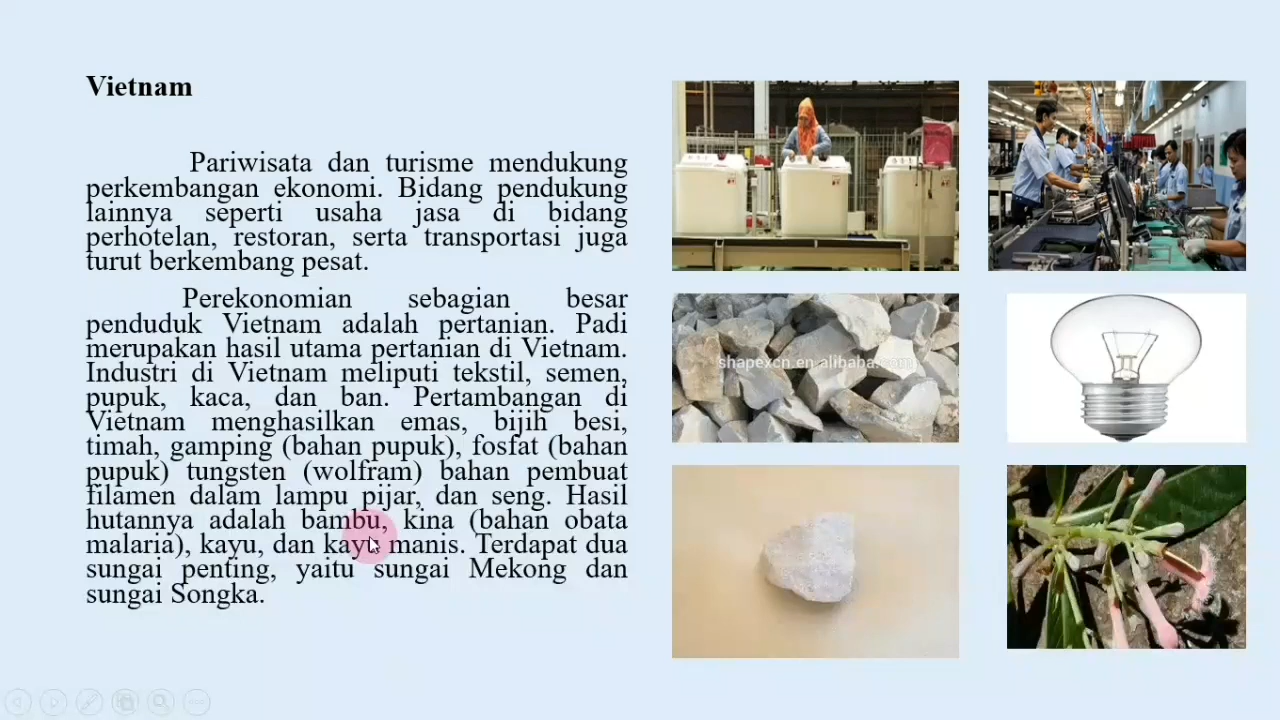 Vietnam
Pariwisata dan turisme mendukung
perkembangan ekonomi. Bidang pendukung
lainnya seperti usaha jasa di bidang
perhotelan, restoran, serta transportasi juga
turut berkembang pesat.
Perekonomian sebagian besar
penduduk Vietnam adalah pertanian. Padi
merupakan hasil utama pertanian di Vietnam.
Industri di Vietnam meliputi tekstil, semen,
pupuk, kaca, dan ban. Pertambangan di
Vietnam menghasilkan emas, bijih besi,
timah, gamping (bahan pupuk), fosfat (bahan
pupuk) tungsten (wolfram) bahan pembuat
filamen dalam lampu pijar, dan seng. Hasil
hutannya adalah bambu, kina (bahan obata
malaria), kayu, dan kayu manis. Terdapat dua
sungai penting, yaitu sungai Mekong dan
sungai Songka.
shapexcn.en.alibaba.com